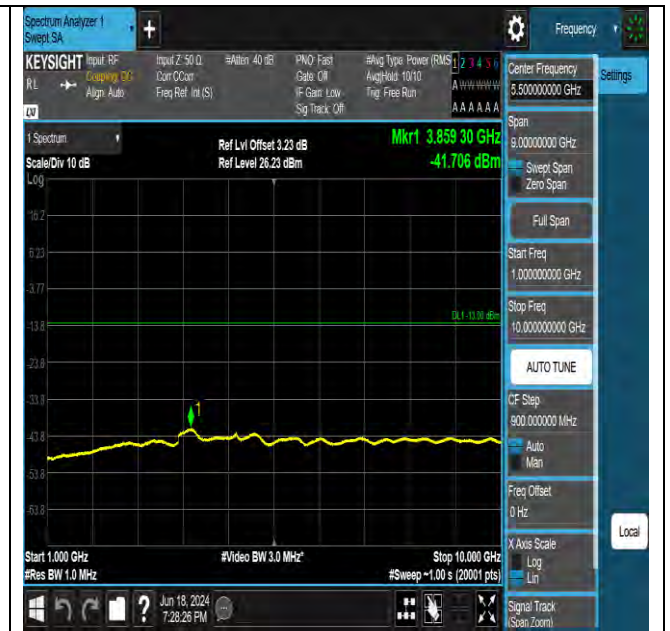 Spectrum Analyzer 1
Swept SA
+
Frequency
KEYSIGHT
RL
Input: RF
Coupling: DC
Align: Auto
Input Z: 50 Ω
Corr CCorr
Freq Ref: Int (S)
#Atten: 40 dB
PNO: Fast
Gate: Off
IF Gain: Low
Sig Track: Off
#Avg Type: Power (RMS
Avg|Hold: 10/10
Trig: Free Run
1 2 3 4 5 6
A W W W W W
A A A A A A
1 Spectrum
Scale/Div 10 dB
Log
Ref Lvl Offset 3.23 dB
Ref Level 26.23 dBm
Mkr1 3.859 30 GHz
-41.706 dBm
16.2
6.23
-3.77
-13.8
-23.8
-33.8
-43.8
-53.8
-63.8
DL1 -13.00 dBm
1
Start 1.000 GHz
#Res BW 1.0 MHz
#Video BW 3.0 MHz*
Stop 10.000 GHz
#Sweep ~1.00 s (20001 pts)
Center Frequency
5.500000000 GHz
Settings
Span
9.00000000 GHz
Swept Span
Zero Span
Full Span
Start Freq
1.000000000 GHz
Stop Freq
10.000000000 GHz
AUTO TUNE
CF Step
900.000000 MHz
Auto
Man
Freq Offset
0 Hz
X Axis Scale
Log
Lin
Signal Track
(Span Zoom)
Local
?
Jun 18, 2024
7:28:26 PM